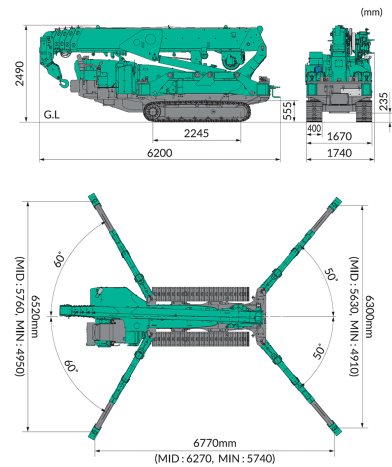 (mm)
2490
G.L
555
235
400
2245
1670
6200
1740
60°
50°
6520mm
(MID : 5760, MIN : 4950)
6300mm
(MID : 5630, MIN : 4910)
60°
50°
6770mm
(MID : 6270, MIN : 5740)